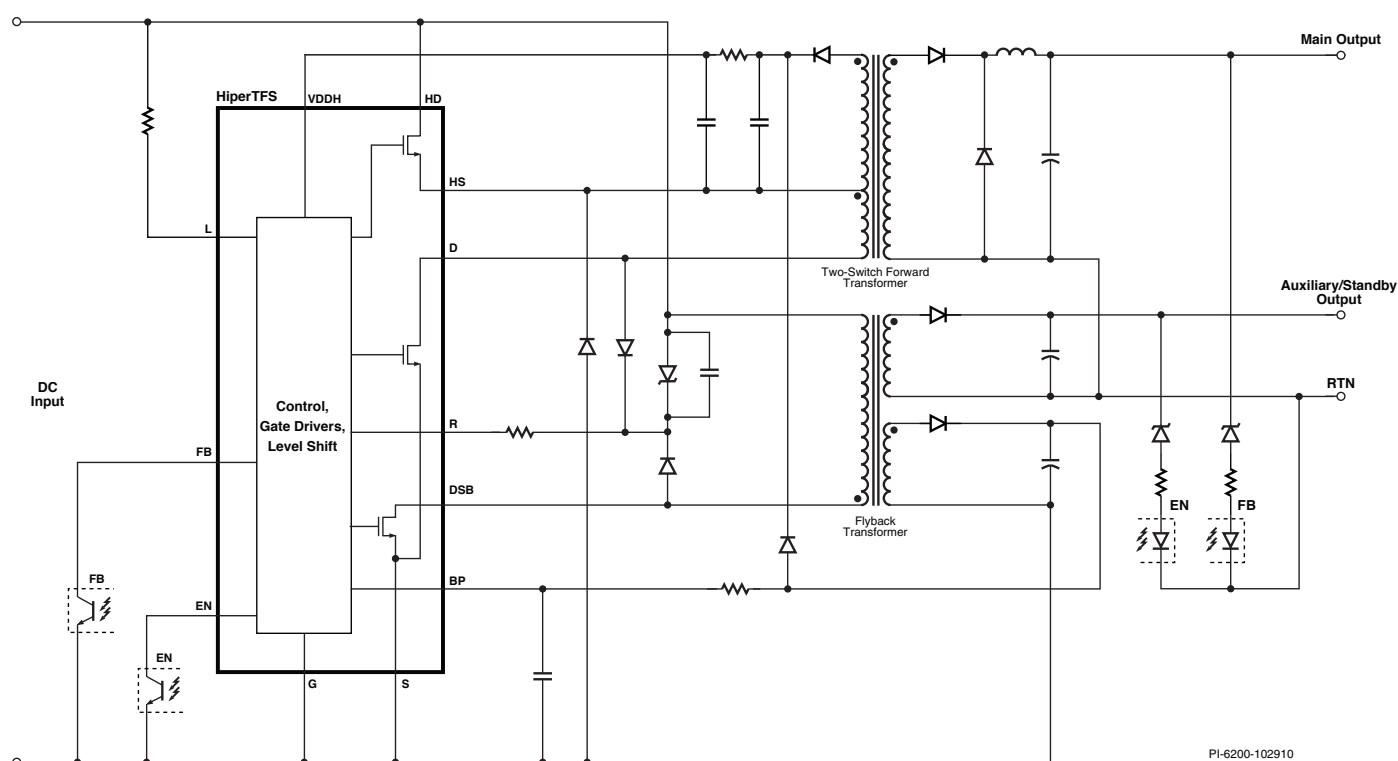 Main Output
HiperTFS
VDDH
HD
HS
L
D
Two-Switch Forward
Transformer
Auxiliary/Standby
Output
DC
Input
RTN
Control,
Gate Drivers,
Level Shift
R
FB
DSB
EN
FB
Flyback
Transformer
BP
FB
EN
EN
G
S
PI-6200-102910